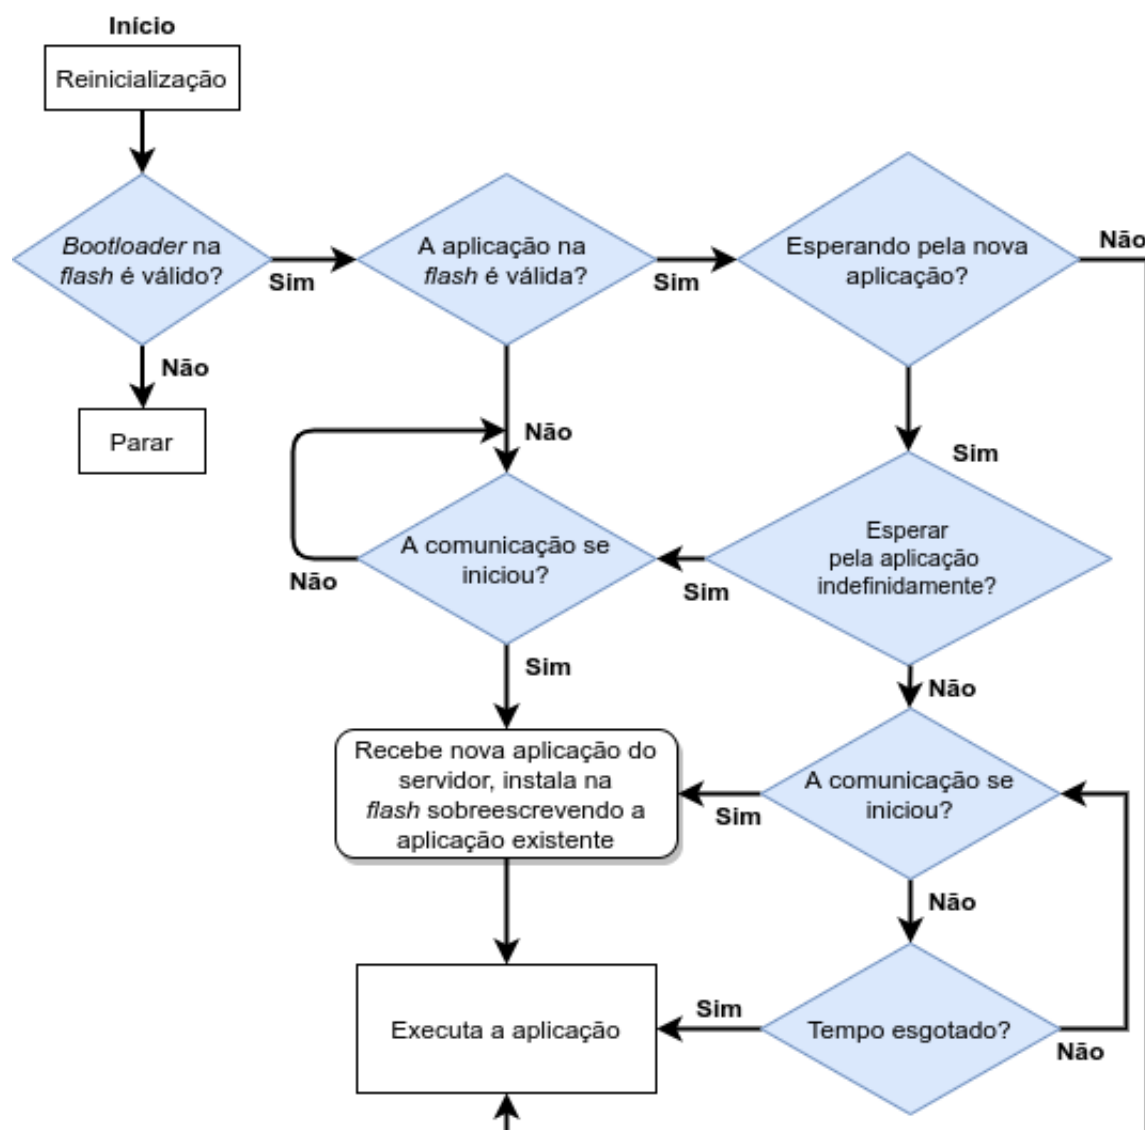 Início
Reinicialização
Bootloader na
flash é válido?
Sim
Não
Parar
A aplicação na
flash é válida?
Sim
Não
Esperando pela nova
aplicação?
Não
Sim
Esperar
pela aplicação
indefinidamente?
Sim
Não
A comunicação se
iniciou?
Não
Sim
Recebe nova aplicação do
servidor, instala na
flash sobreescrevendo a
aplicação existente
A comunicação se
iniciou?
Sim
Não
Tempo esgotado?
Sim
Não
Executa a aplicação